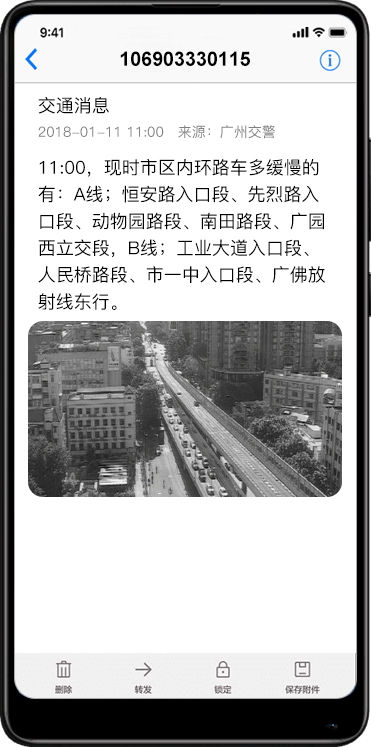 9:41
106903330115
交通消息
2018-01-11 11:00 来源：广州交警
11:00，现时市区内环路车多缓慢的
有：A线；恒安路入口段、先烈路入
口段、动物园路段、南田路段、广园
西立交段，B线；工业大道入口段、
人民桥路段、市一中入口段、广佛放
射线东行。
删除 转发 锁定 保存附件